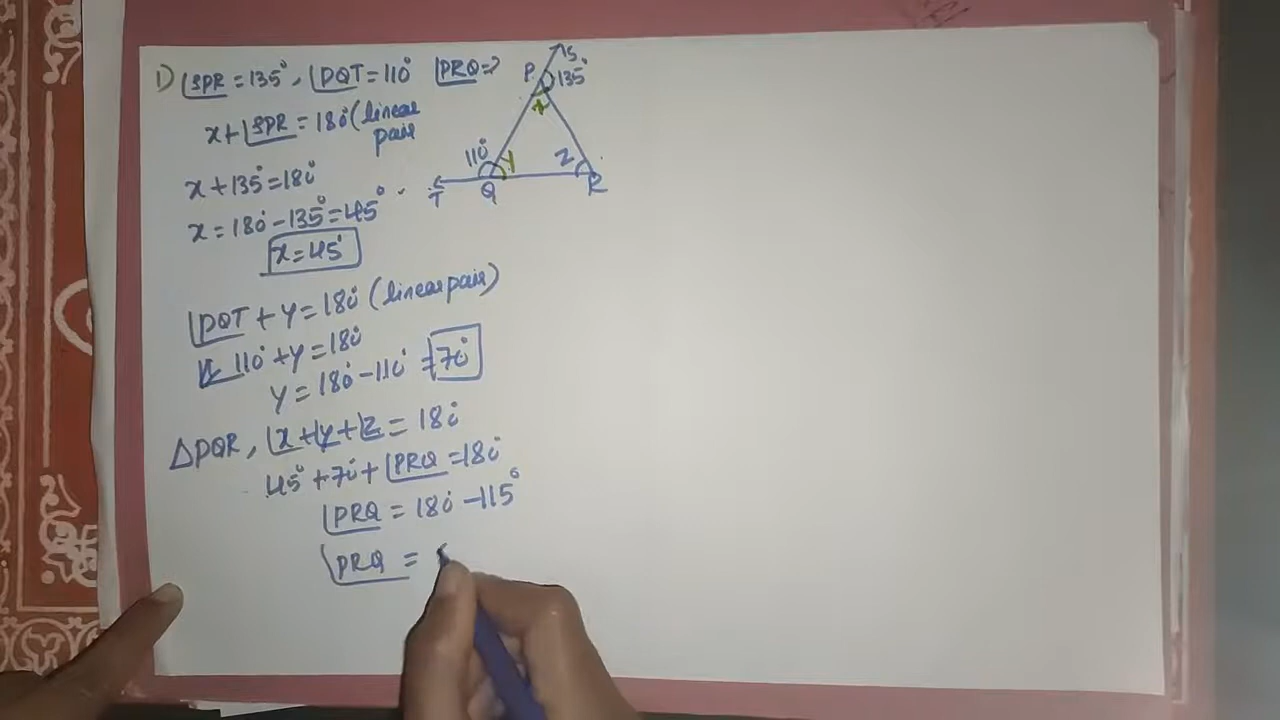 1) ∠SPR = 135°, ∠PQT = 110° ∠PRQ = ?
x + ∠SPR = 180° (linear
pair
x + 135° = 180°
x = 180° - 135° = 45°
x = 45°
∠PQT + y = 180° (linear pair)
110° + y = 180°
y = 180° - 110° = 70°
△PQR, ∠x + ∠y + ∠z = 180°
45° + 70° + ∠PRQ = 180°
∠PRQ = 180° - 115°
∠PRQ =
S
P 135°
x
110° y z
T Q R